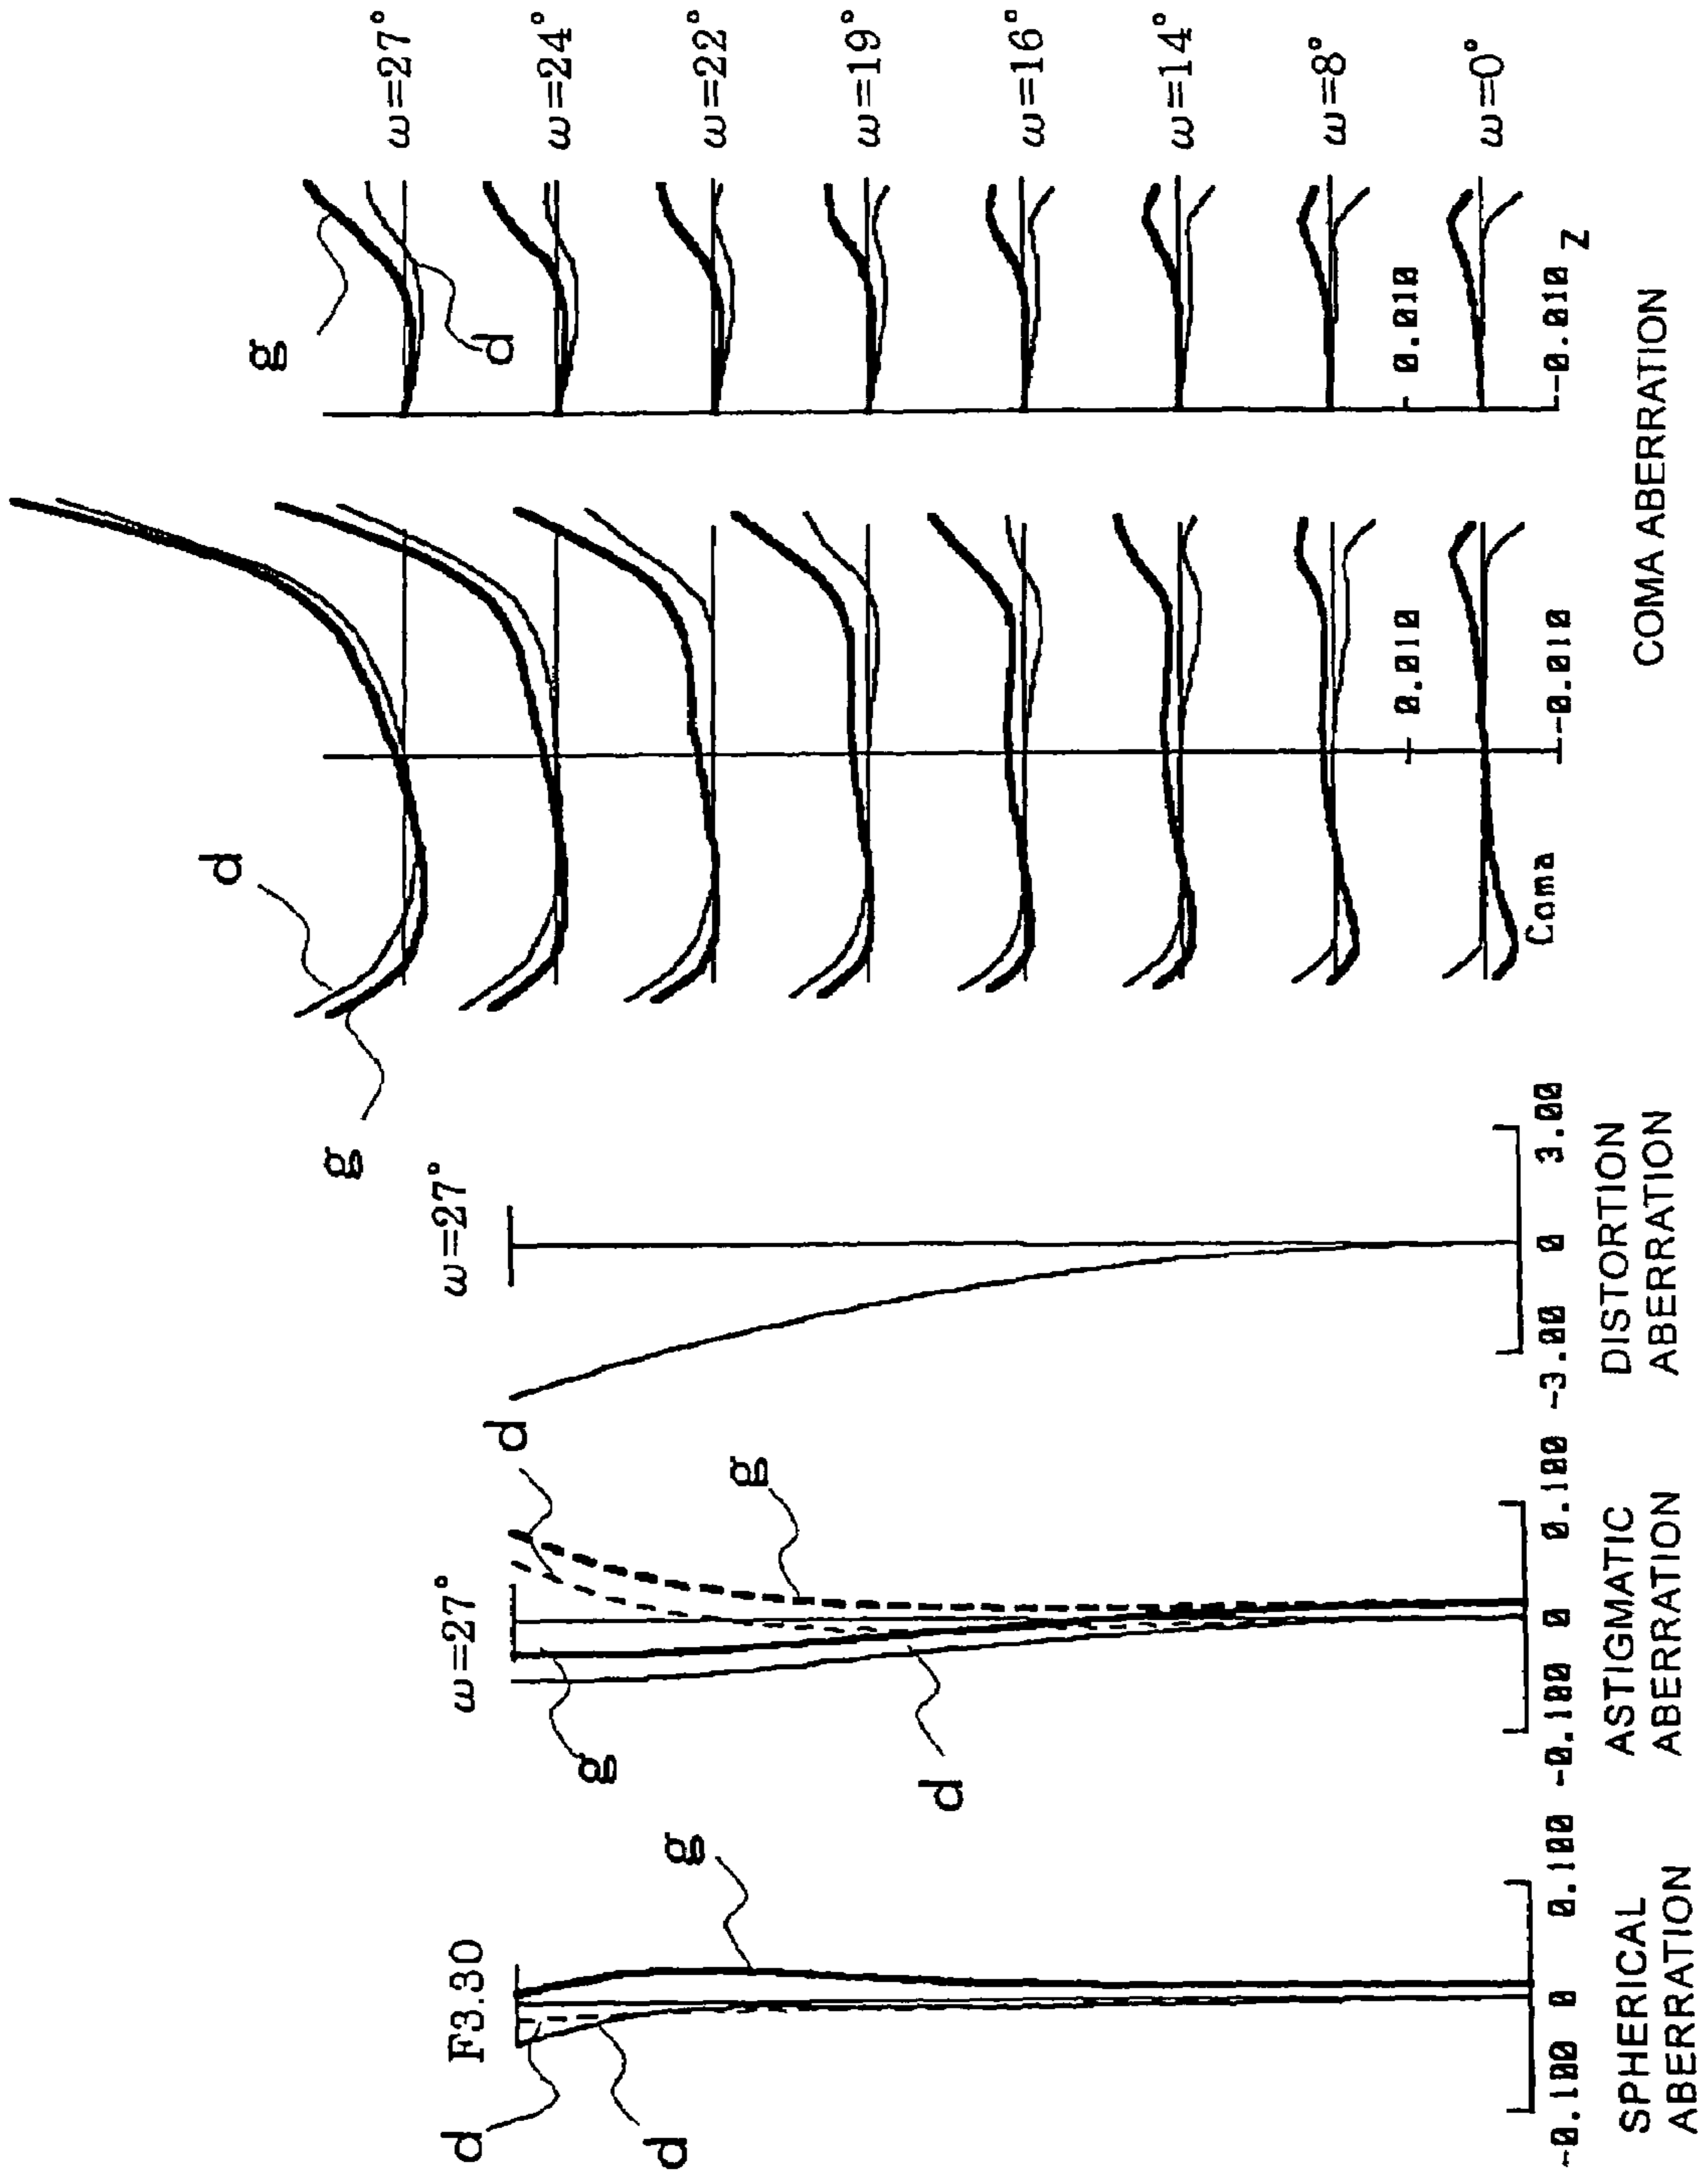 F3.30
g
d
d
-0.100 0 0.100
SPHERICAL
ABERRATION
ω=27°
d
g
g
d
-0.100 0 0.100
ASTIGMATIC
ABERRATION
ω=27°
-3.00 0 3.00
DISTORTION
ABERRATION
d
g
g
d
ω=27°
ω=24°
ω=22°
ω=19°
ω=16°
ω=14°
ω=8°
ω=0°
0.010
0.010
Coma
-0.010
-0.010
Z
COMA ABERRATION